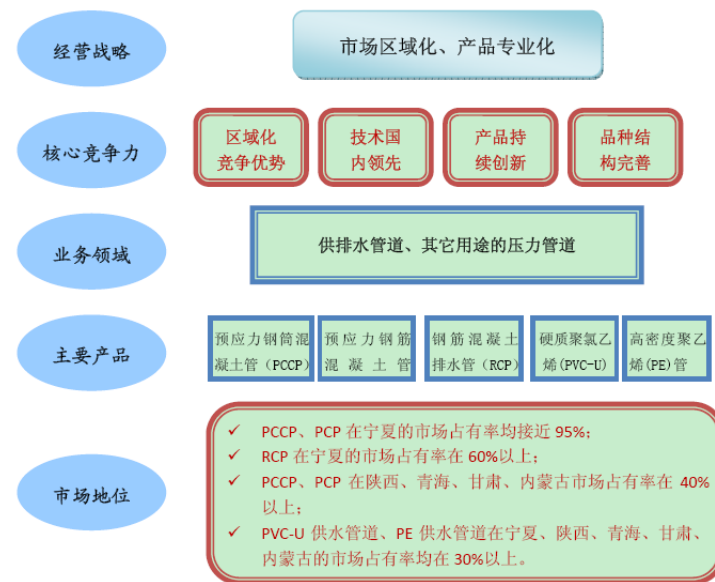 经营战略
市场区域化、产品专业化
核心竞争力
区域化
竞争优势
技术国
内领先
产品持
续创新
品种结
构完善
业务领域
供排水管道、其它用途的压力管道
主要产品
预应力钢筒混
凝土管（PCCP）
预应力钢筋
混凝土管
钢筋混凝土
排水管（RCP）
硬质聚氯乙
烯(PVC-U)
高密度聚乙
烯(PE)管
市场地位
✓ PCCP、PCP 在宁夏的市场占有率均接近 95%;
✓ RCP 在宁夏的市场占有率在 60%以上;
✓ PCCP、PCP 在陕西、青海、甘肃、内蒙古市场占有率在 40%
以上;
✓ PVC-U 供水管道、PE 供水管道在宁夏、陕西、青海、甘肃、
内蒙古的市场占有率均在 30%以上。